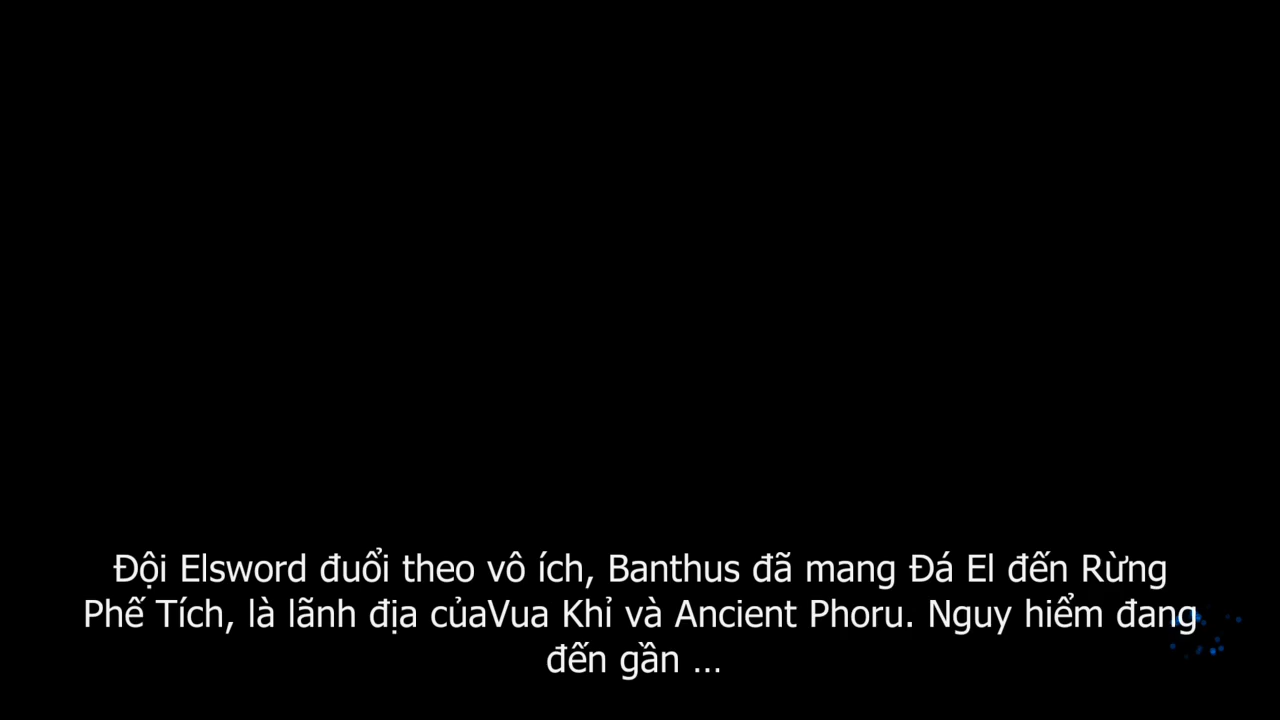 Đội Elsword đuổi theo vô ích, Banthus đã mang Đá El đến Rừng
Phế Tích, là lãnh địa củaVua Khỉ và Ancient Phoru. Nguy hiểm đang
đến gần ...